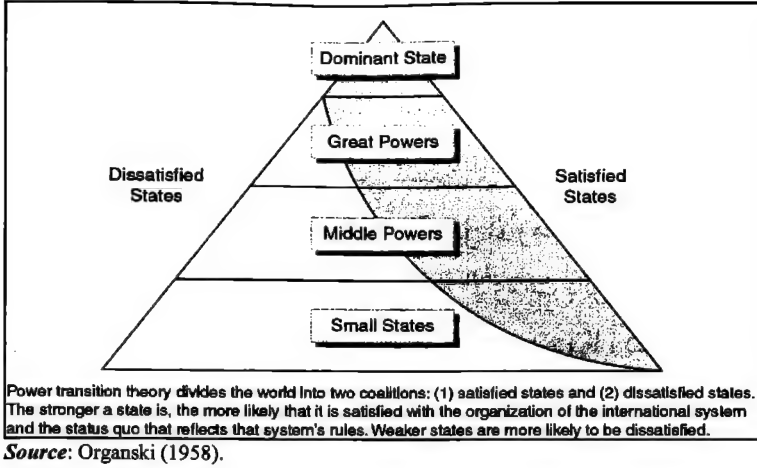 Dominant State
Great Powers
Dissatisfied
States
Satisfied
States
Middle Powers
Small States
Power transition theory divides the world into two coalitions: (1) satisfied states and (2) dissatisfied states.
The stronger a state is, the more likely that it is satisfied with the organization of the international system
and the status quo that reflects that system's rules. Weaker states are more likely to be dissatisfied.
Source: Organski (1958).